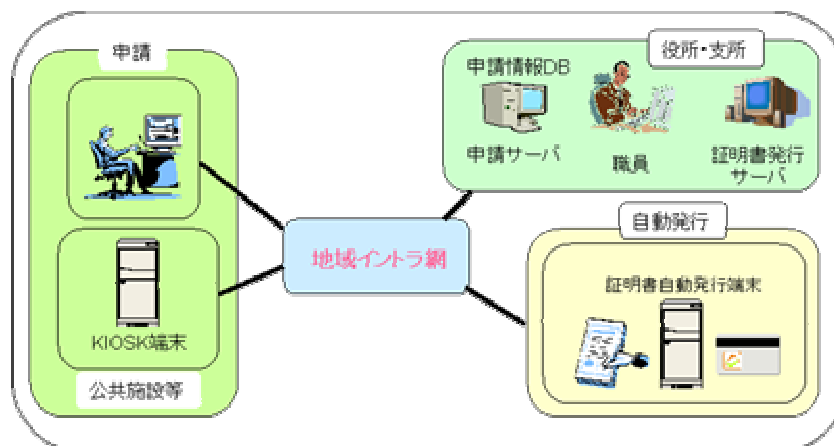 申請
KIOSK端末
公共施設等
地域イントラ網
役所・支所
申請情報DB
申請サーバ
職員
証明書発行
サーバ
自動発行
証明書自動発行端末